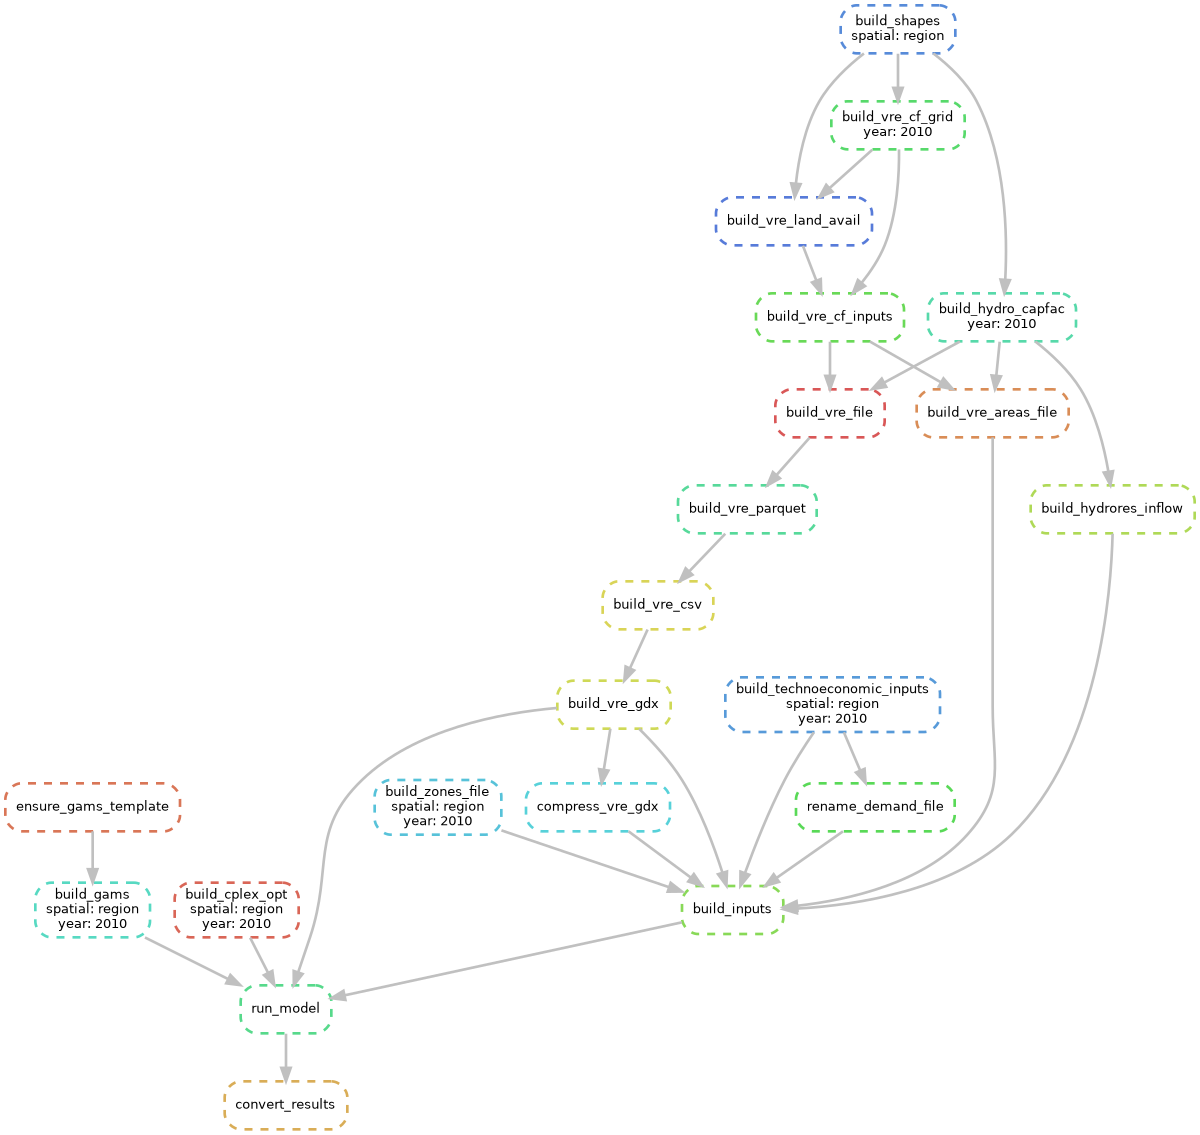 build_shapes
spatial: region
build_vre_cf_grid
year: 2010
build_vre_land_avail
build_vre_cf_inputs
build_hydro_capfac
year: 2010
build_vre_file
build_vre_areas_file
build_vre_parquet
build_hydrores_inflow
build_vre_csv
build_vre_gdx
build_technoeconomic_inputs
spatial: region
year: 2010
ensure_gams_template
build_zones_file
spatial: region
year: 2010
compress_vre_gdx
rename_demand_file
build_gams
spatial: region
year: 2010
build_cplex_opt
spatial: region
year: 2010
build_inputs
run_model
convert_results